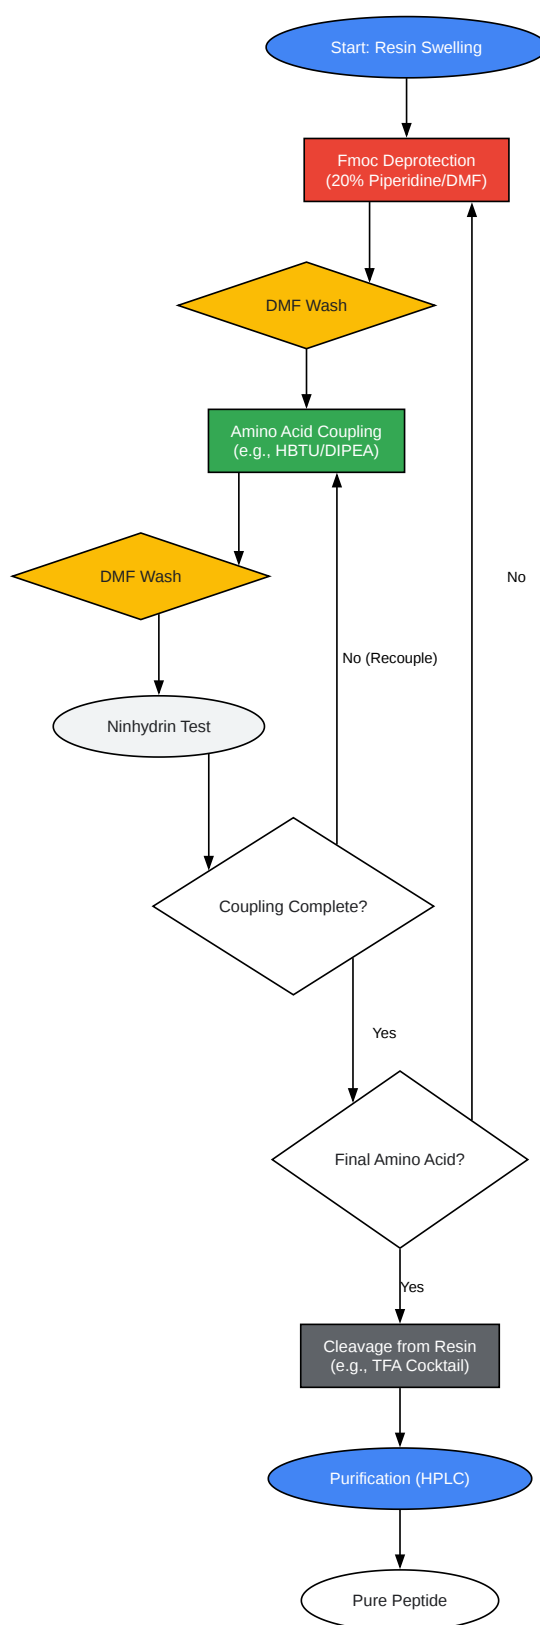 Start: Resin Swelling
Fmoc Deprotection
(20% Piperidine/DMF)
DMF Wash
Amino Acid Coupling
(e.g., HBTU/DIPEA)
DMF Wash
No
No (Recouple)
Ninhydrin Test
Coupling Complete?
Yes
Final Amino Acid?
Yes
Cleavage from Resin
(e.g., TFA Cocktail)
Purification (HPLC)
Pure Peptide